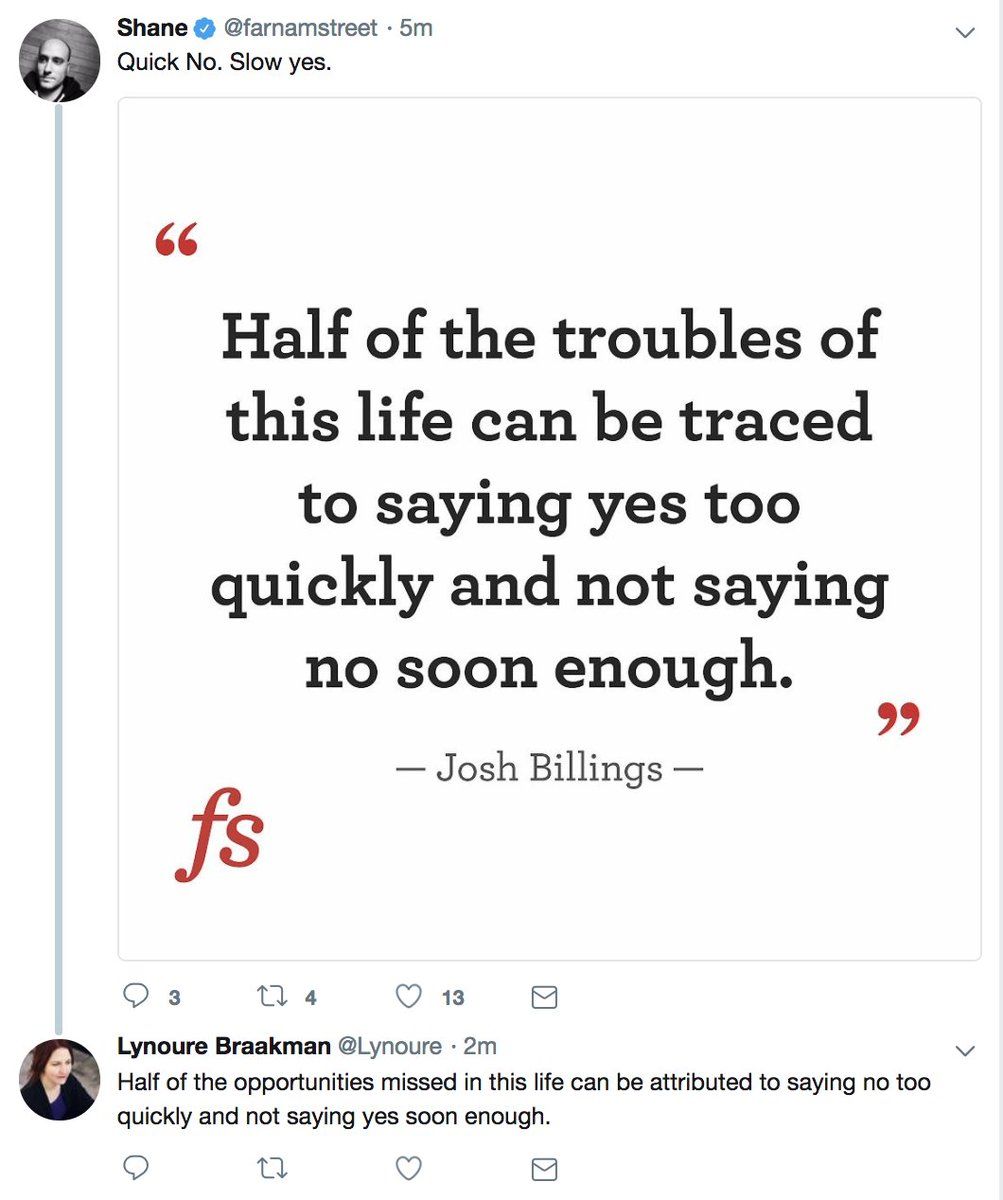 Shane @farnamstreet · 5m
Quick No. Slow yes.
“
Half of the troubles of
this life can be traced
to saying yes too
quickly and not saying
no soon enough.
”
— Josh Billings —
fs
3 4 13
Lynoure Braakman @Lynoure · 2m
Half of the opportunities missed in this life can be attributed to saying no too
quickly and not saying yes soon enough.